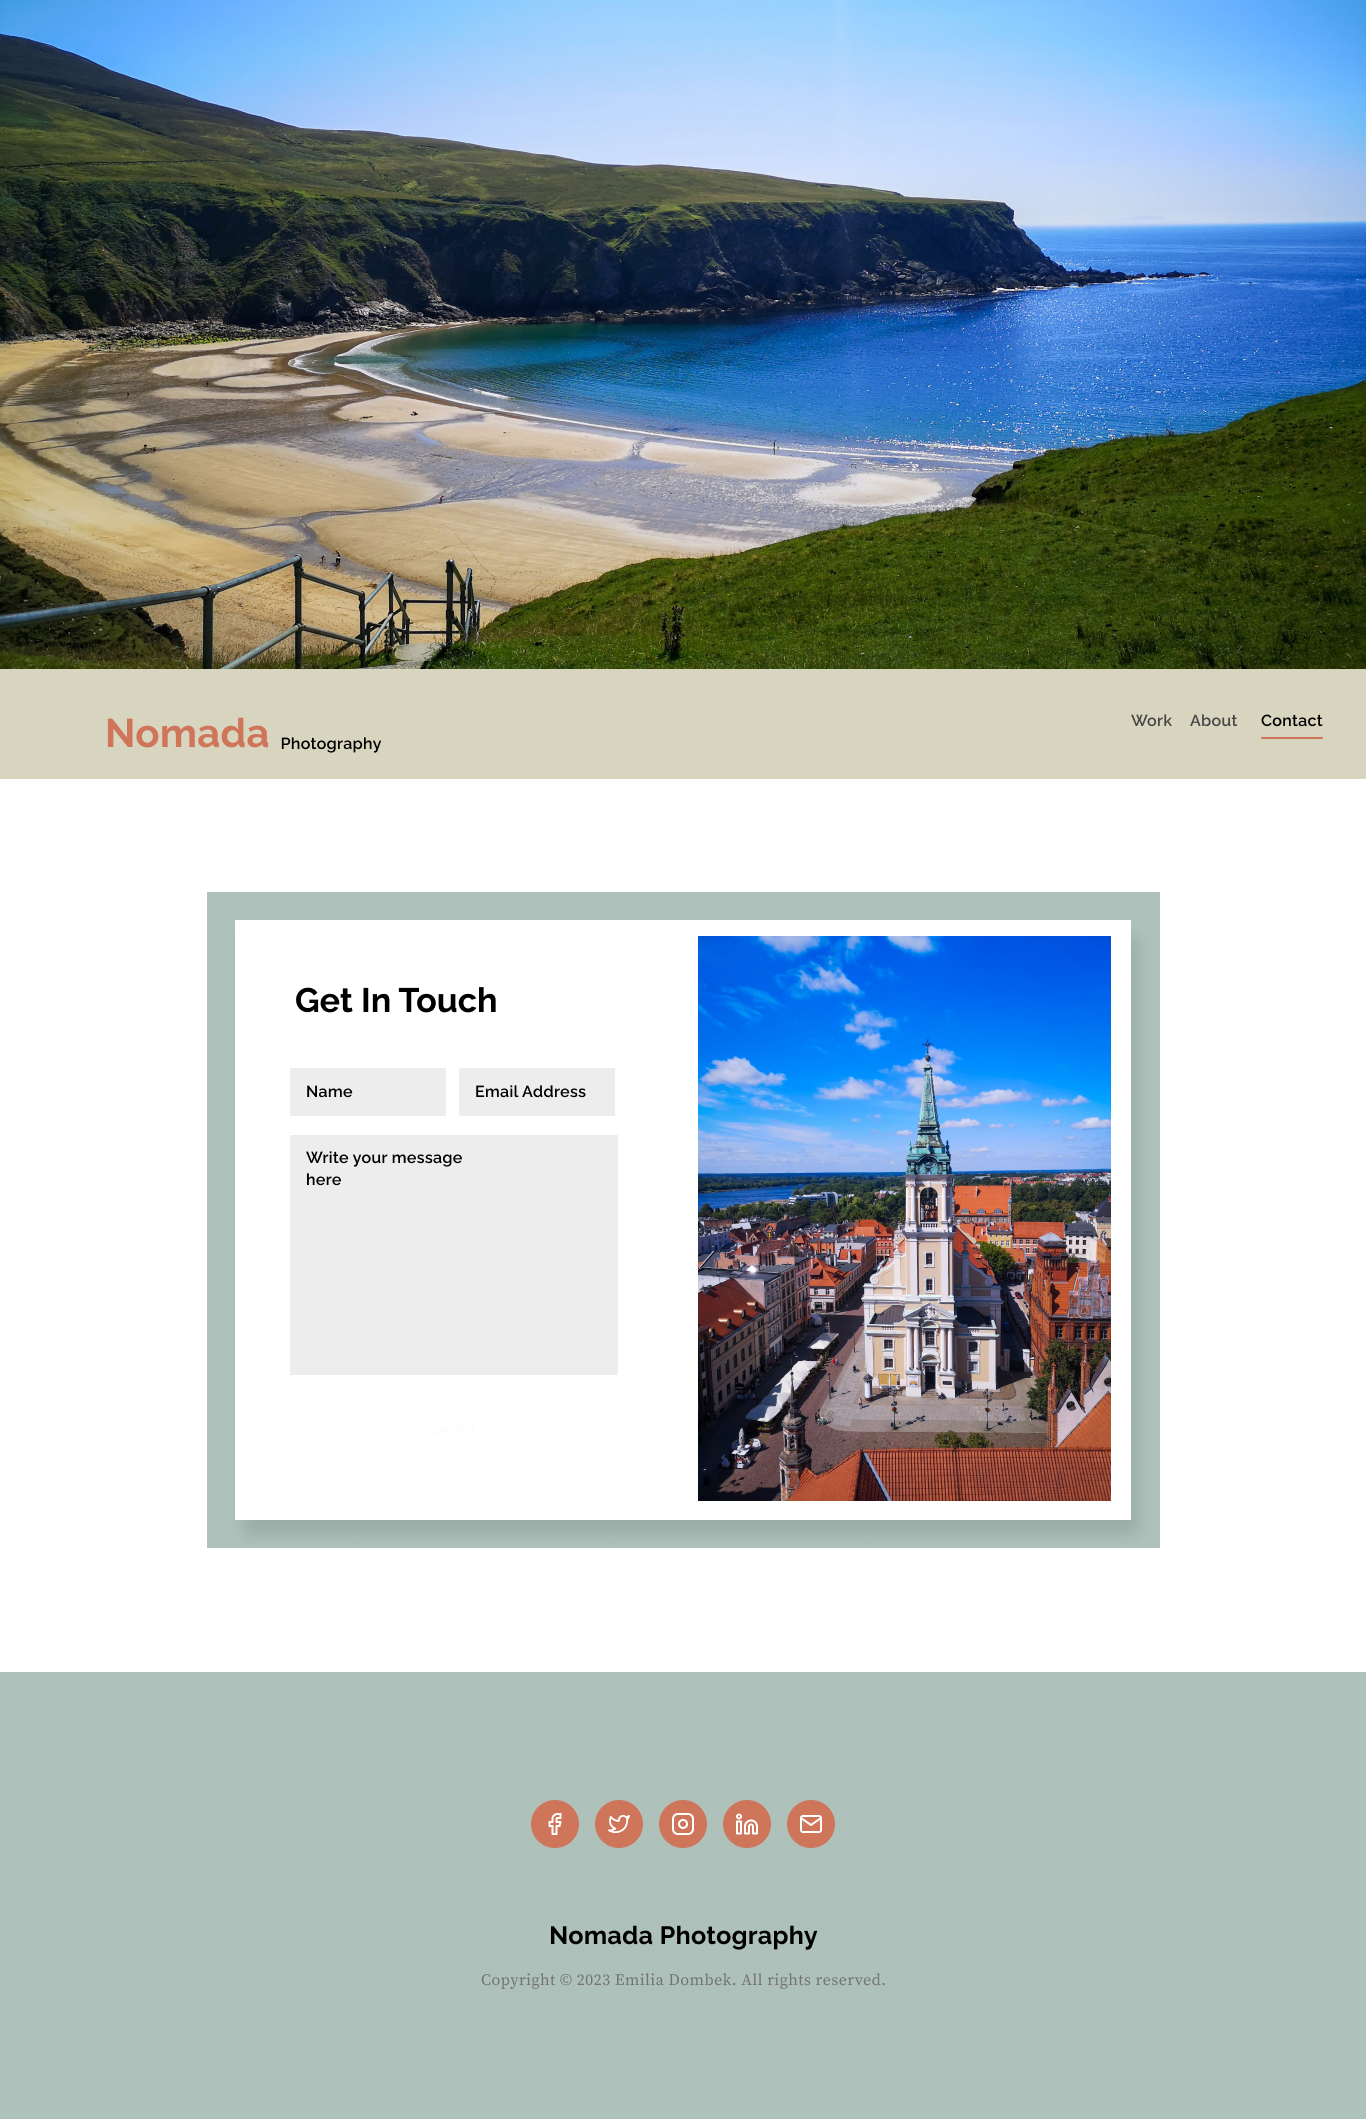 Nomada Photography
Work About Contact
Get In Touch
Name
Email Address
Write your message
here
Nomada Photography
Copyright © 2023 Emilia Dombek. All rights reserved.